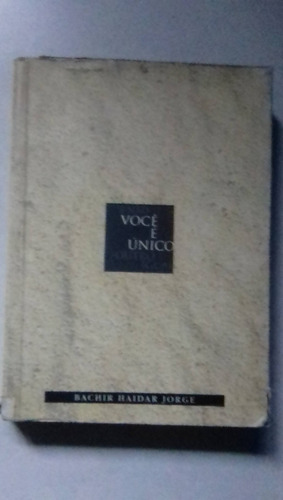 VOCÊ
É
ÚNICO
BACHIR HAIDAR JORGE